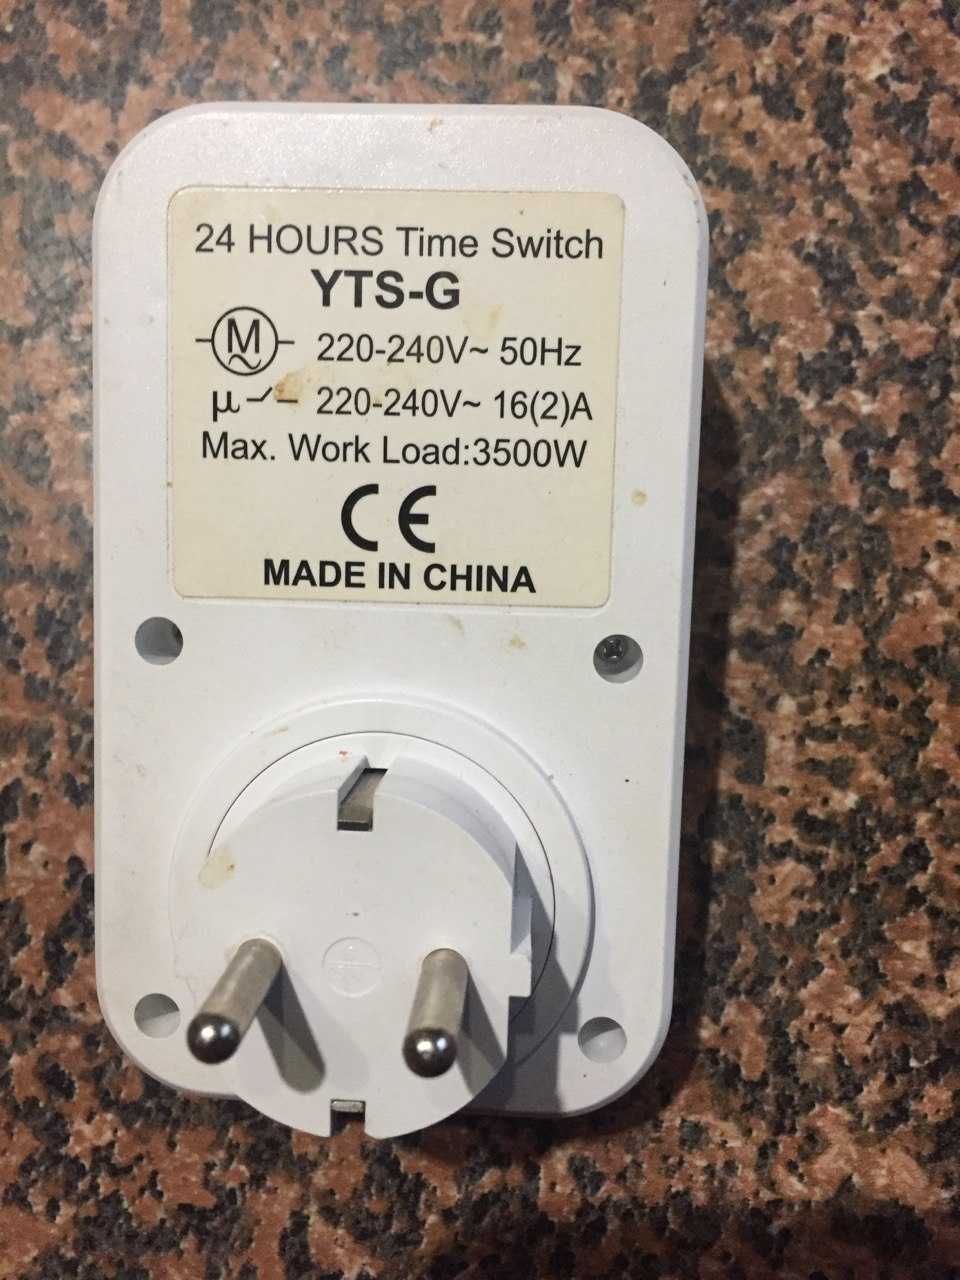 24 HOURS Time Switch
YTS-G
M 220-240V~ 50Hz
μ 220-240V~ 16(2)A
Max. Work Load:3500W
CE
MADE IN CHINA